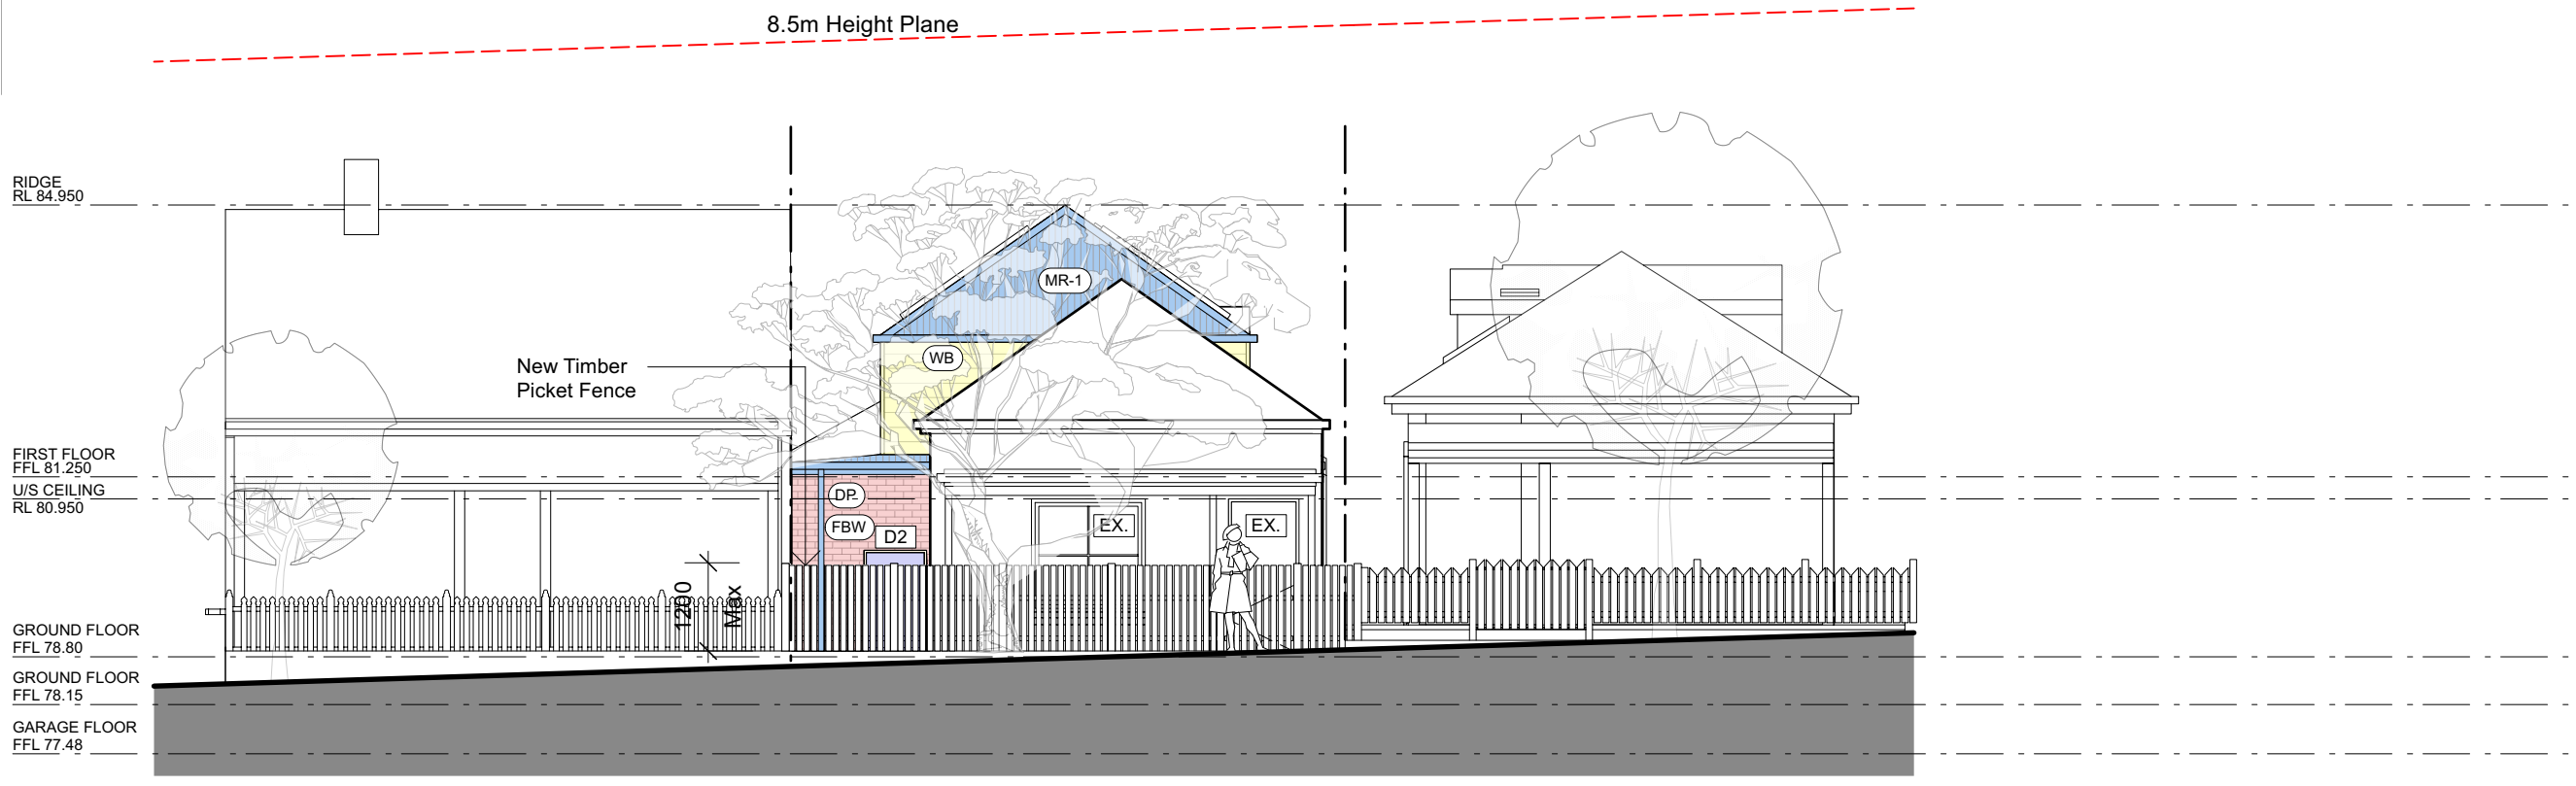 8.5m Height Plane
RIDGE
RL 84.950
MR-1
WB
New Timber
Picket Fence
FIRST FLOOR
FFL 81.250
U/S CEILING
RL 80.950
DP
FBW
D2
EX.
EX.
1200
Max
GROUND FLOOR
FFL 78.80
GROUND FLOOR
FFL 78.15
GARAGE FLOOR
FFL 77.48